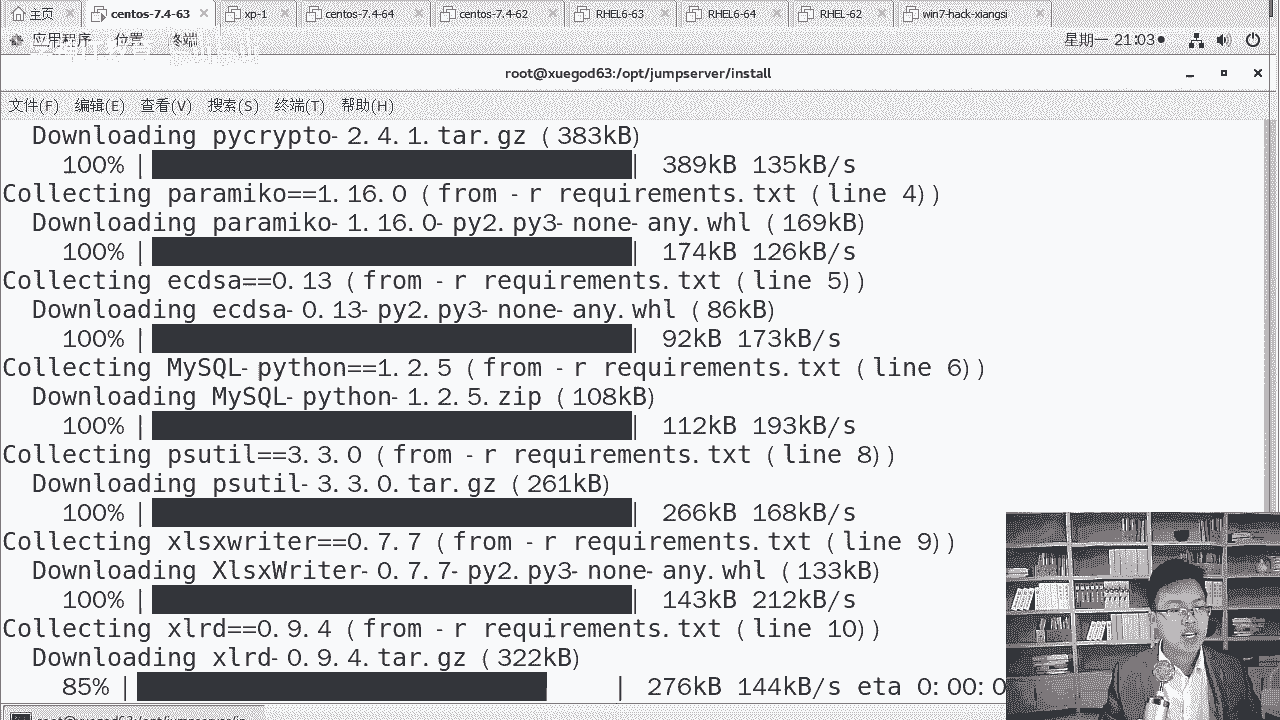 主页 centos-7.4-63 xp-1 centos-7.4-64 centos-7.4-62 RHEL6-63 RHEL6-64 RHEL-62 win7-hack-xiangsi
应用程序 位置 终端 星期一 21:03
root@xuegod63:/opt/jumpserver/install
文件(F) 编辑(E) 查看(V) 搜索(S) 终端(T) 帮助(H)
Downloading pycrypto-2.4.1.tar.gz (383kB)
100% | | 389kB 135kB/s
Collecting paramiko==1.16.0 (from -r requirements.txt (line 4))
Downloading paramiko-1.16.0-py2.py3-none-any.whl (169kB)
100% | | 174kB 126kB/s
Collecting ecdsa==0.13 (from -r requirements.txt (line 5))
Downloading ecdsa-0.13-py2.py3-none-any.whl (86kB)
100% | | 92kB 173kB/s
Collecting MySQL-python==1.2.5 (from -r requirements.txt (line 6))
Downloading MySQL-python-1.2.5.zip (108kB)
100% | | 112kB 193kB/s
Collecting psutil==3.3.0 (from -r requirements.txt (line 8))
Downloading psutil-3.3.0.tar.gz (261kB)
100% | | 266kB 168kB/s
Collecting xlsxwriter==0.7.7 (from -r requirements.txt (line 9))
Downloading XlsxWriter-0.7.7-py2.py3-none-any.whl (133kB)
100% | | 143kB 212kB/s
Collecting xlrd==0.9.4 (from -r requirements.txt (line 10))
Downloading xlrd-0.9.4.tar.gz (322kB)
85% | | 276kB 144kB/s eta 0:00:0